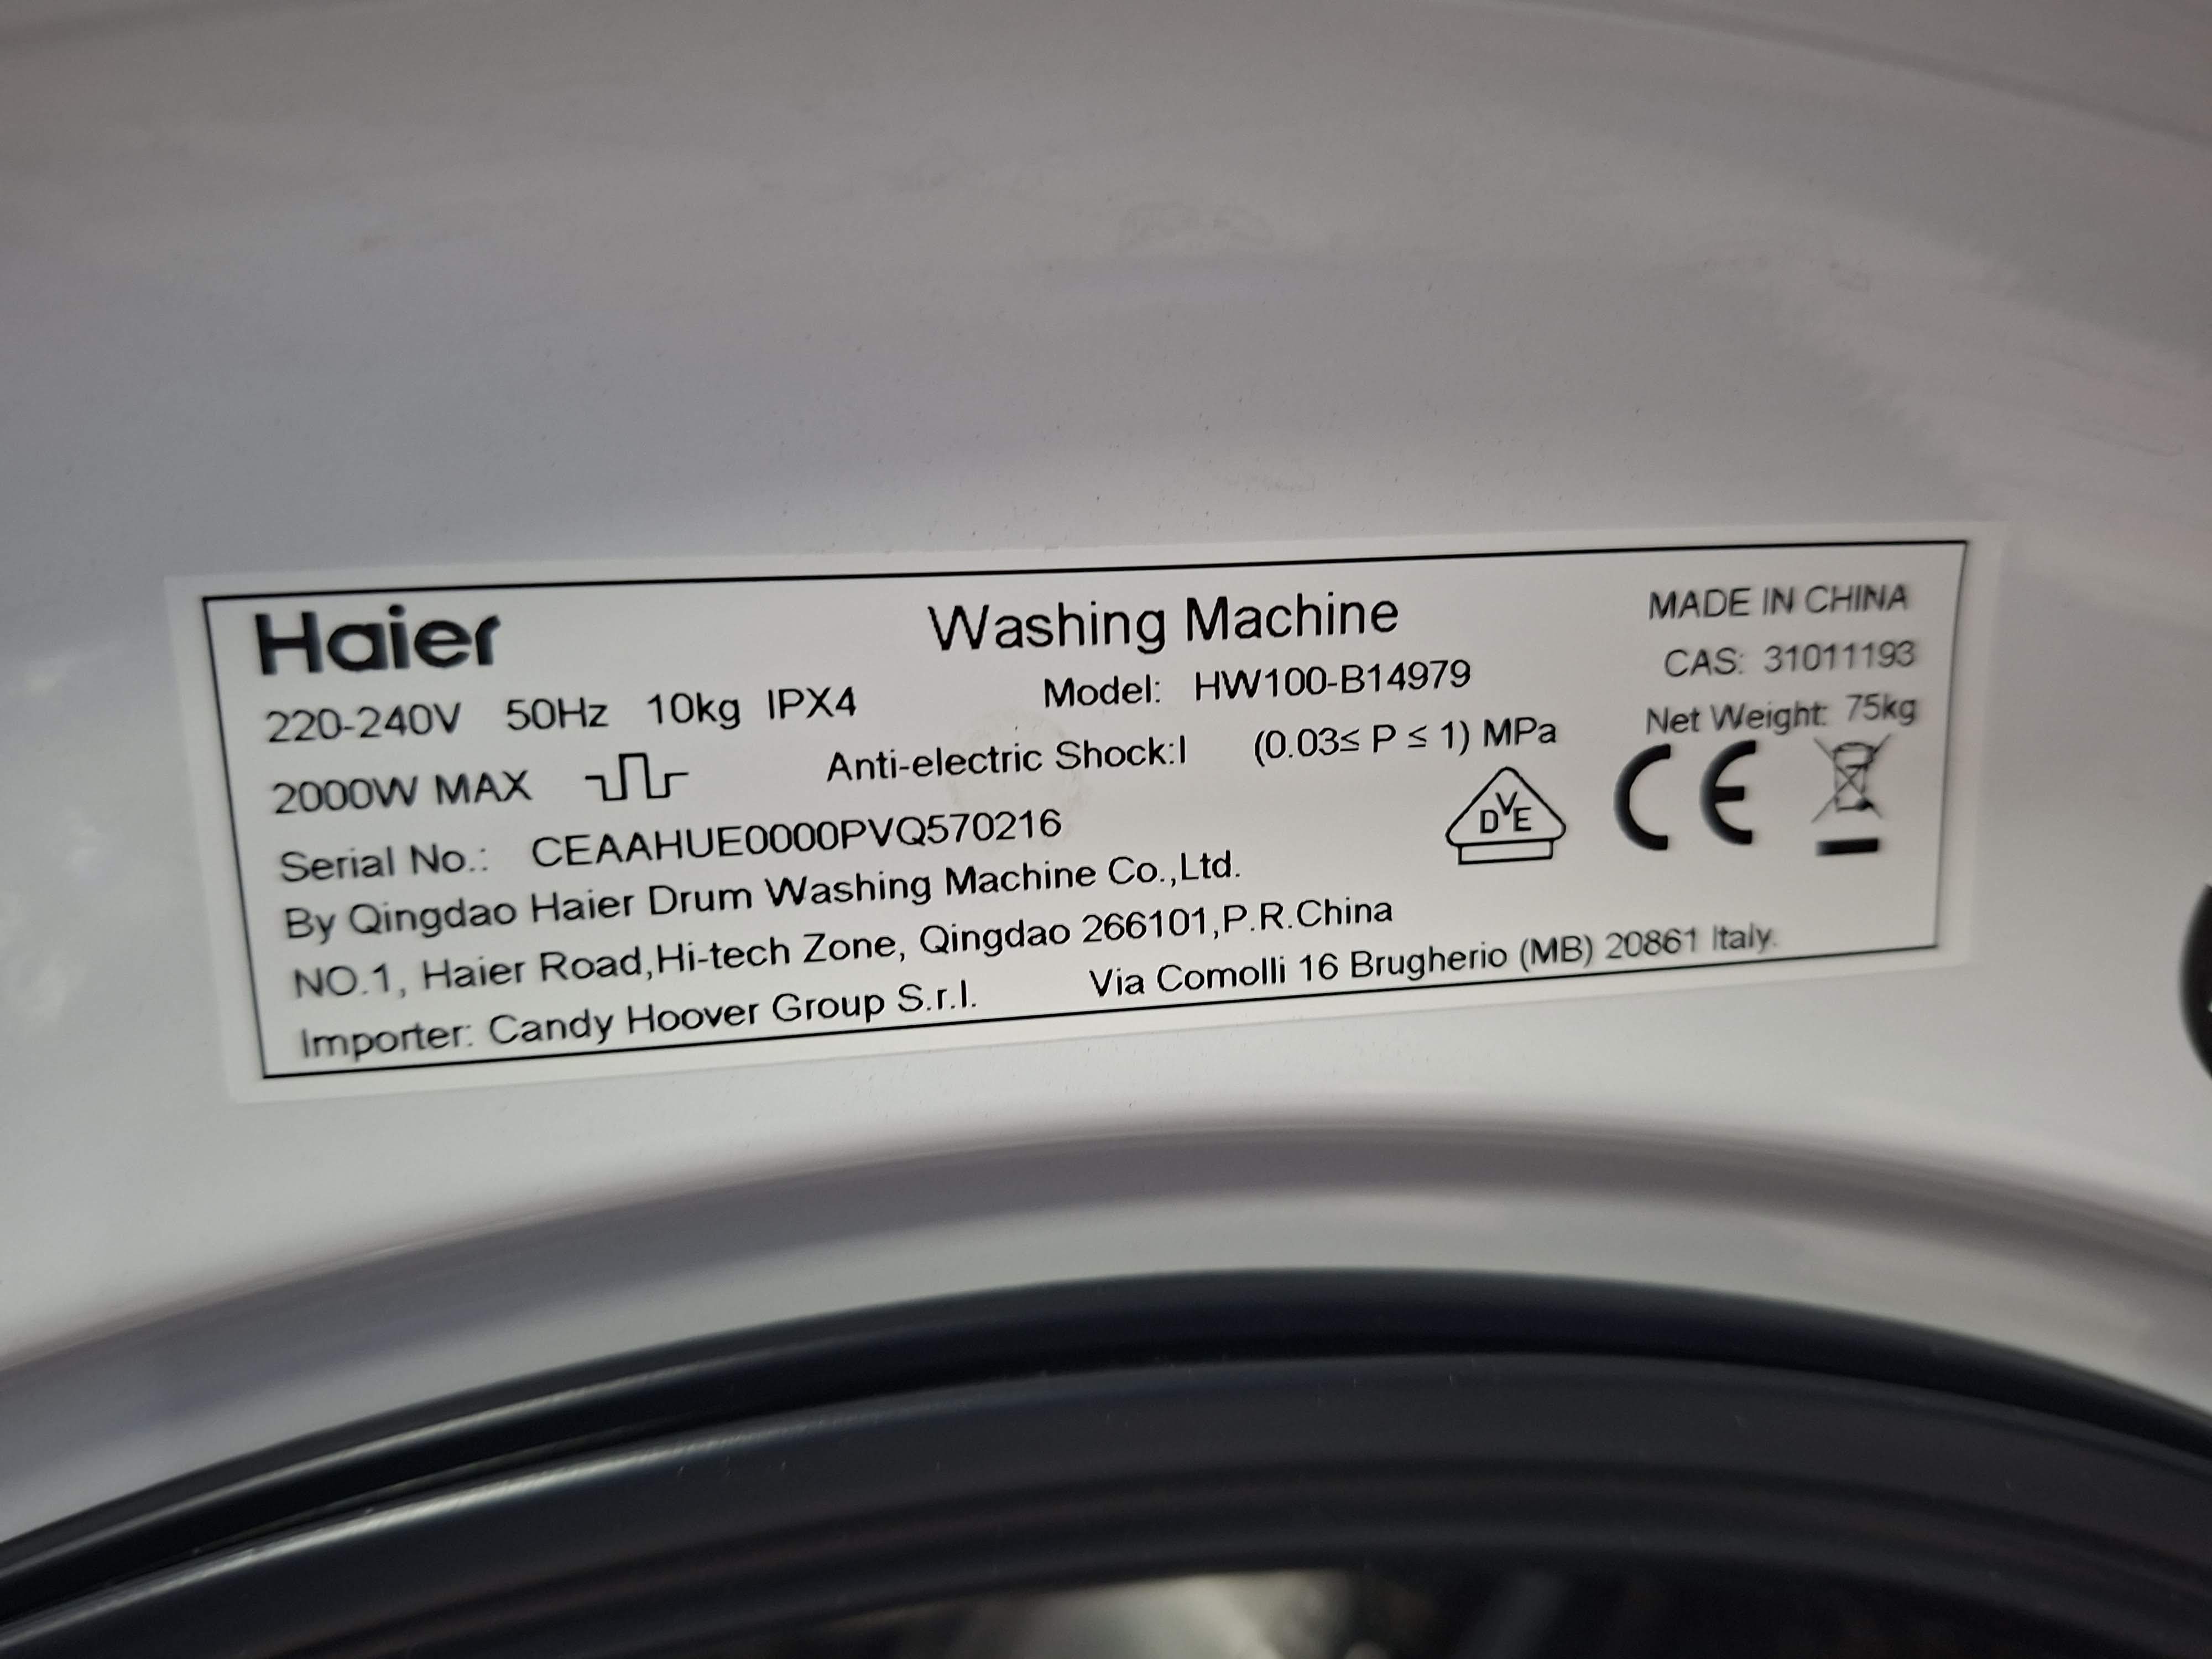 Haier
Washing Machine
MADE IN CHINA
220-240V 50Hz 10kg IPX4
Model: HW100-B14979
CAS: 31011193
2000W MAX
Anti-electric Shock:I
(0.03≤ P ≤ 1) MPa
Net Weight: 75kg
DVE
CE
Serial No.: CEAAHUE0000PVQ570216
By Qingdao Haier Drum Washing Machine Co.,Ltd.
NO.1, Haier Road,Hi-tech Zone, Qingdao 266101,P.R.China
Importer: Candy Hoover Group S.r.l. Via Comolli 16 Brugherio (MB) 20861 Italy.